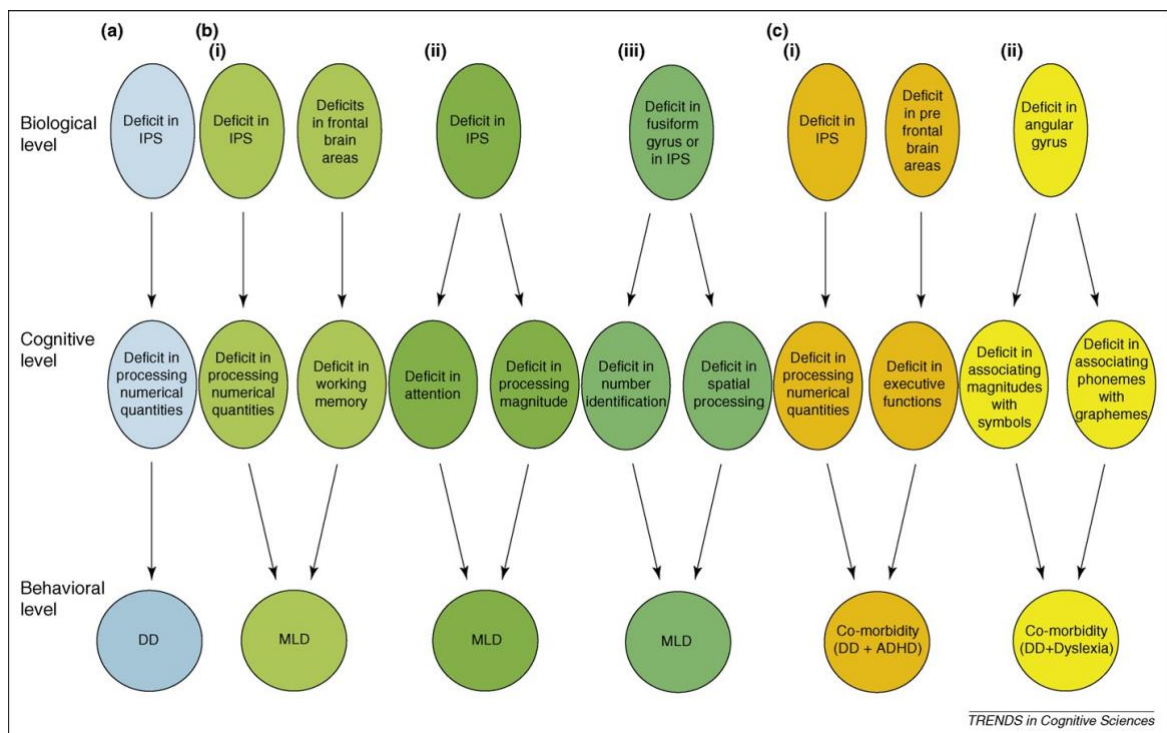 (a)
(b)
(i)
(ii)
(iii)
(c)
(i)
(ii)
Biological
level
Deficit in
IPS
Deficit in
IPS
Deficits
in frontal
brain
areas
Deficit in
IPS
Deficit in
fusiform
gyrus or
in IPS
Deficit in
IPS
Deficit
in pre
frontal
brain
areas
Deficit in
angular
gyrus
Cognitive
level
Deficit in
processing
numerical
quantities
Deficit in
processing
numerical
quantities
Deficit in
working
memory
Deficit in
attention
Deficit in
processing
magnitude
Deficit in
number
identification
Deficit in
spatial
processing
Deficit in
processing
numerical
quantities
Deficit in
executive
functions
Deficit in
associating
magnitudes
with
symbols
Deficit in
associating
phonemes
with
graphemes
Behavioral
level
DD
MLD
MLD
MLD
Co-morbidity
(DD + ADHD)
Co-morbidity
(DD+Dyslexia)
TRENDS in Cognitive Sciences